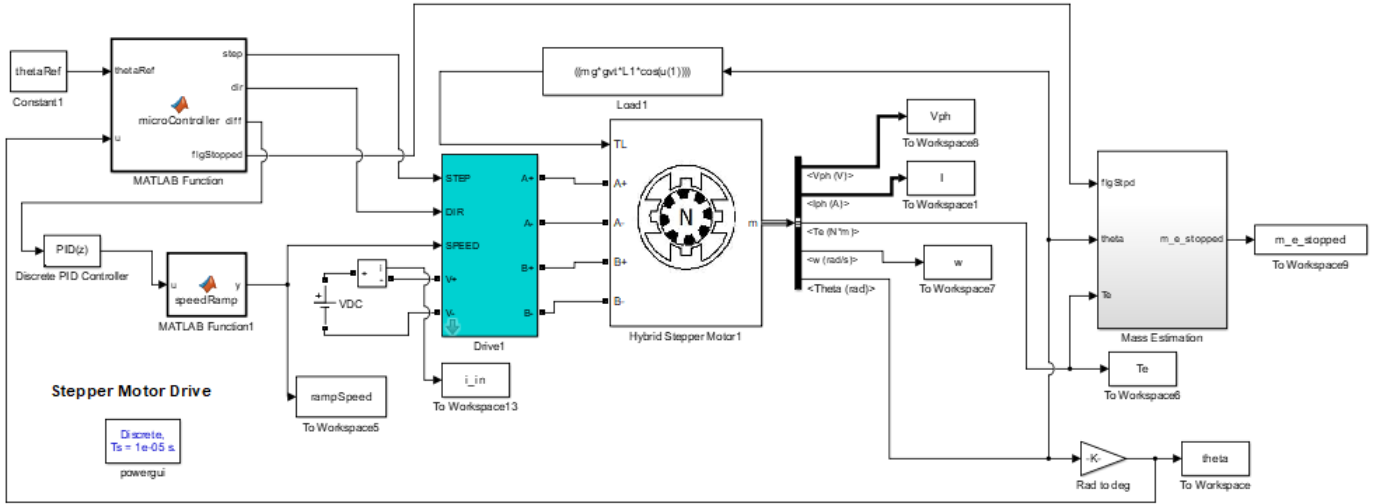 thetaRef
Constant1
thetaRef
u
microController
step
dir
diff
flgStopped
MATLAB Function
((mg*gvt*L1*cos(u(1))))
Load1
PID(z)
Discrete PID Controller
u
y
speedRamp
MATLAB Function1
VDC
+
i
-
+
STEP
DIR
SPEED
V+
V-
A+
A-
B+
B-
Drive1
TL
A+
A-
B+
B-
N
m
Hybrid Stepper Motor1
<Vph (V)>
<Iph (A)>
<Te (N*m)>
<w (rad/s)>
<Theta (rad)>
Vph
To Workspace8
I
To Workspace1
w
To Workspace7
flgStpd
theta
Te
m_e_stopped
Mass Estimation
m_e_stopped
To Workspace9
Te
To Workspace6
Stepper Motor Drive
Discrete,
Ts = 1e-05 s.
powergui
rampSpeed
To Workspace5
i_in
To Workspace13
-K-
Rad to deg
theta
To Workspace